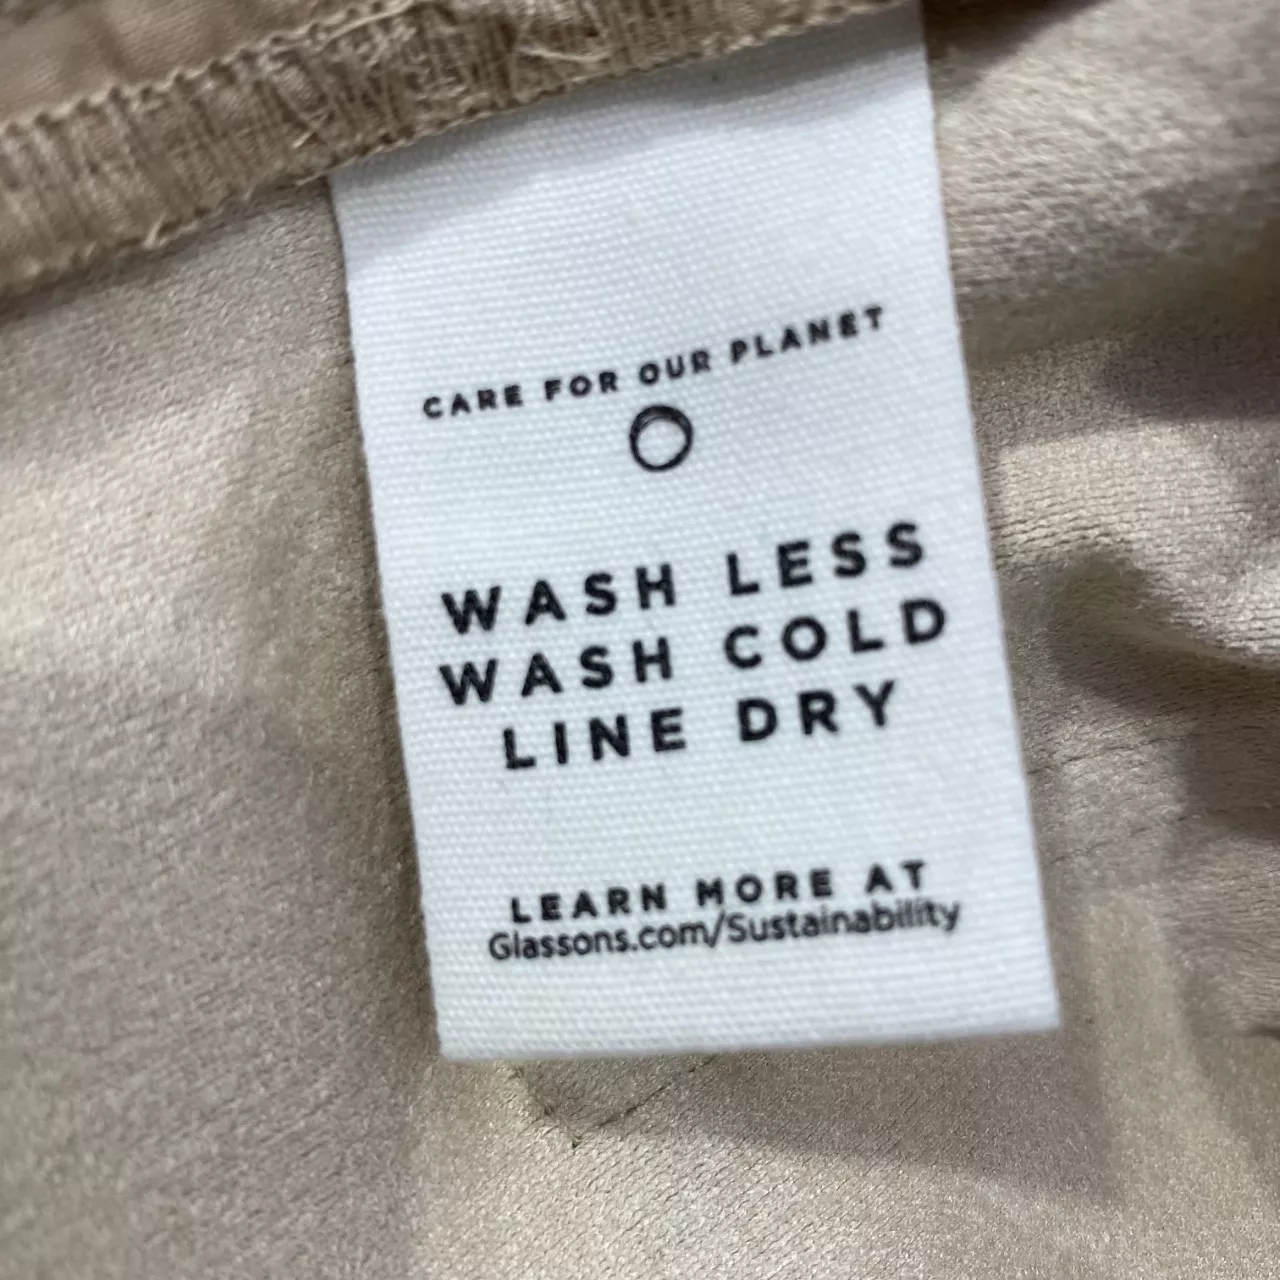 CARE FOR OUR PLANET
WASH LESS
WASH COLD
LINE DRY
LEARN MORE AT
Glassons.com/Sustainability